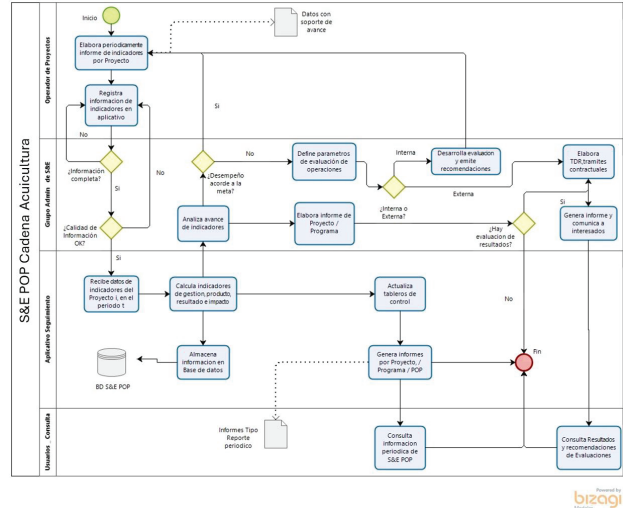 S&E POP Cadena Acuicultura
Operador de Proyectos
Inicio
Datos con
soporte de
avance
Elabora periodicamente
informe de indicadores
por Proyecto
Registra
informacion de
indicadores en
aplicativo
Si
No
Grupo Admin de S&E
¿Información
completa?
No
Si
¿Calidad de
Información
OK?
Si
¿Desempeño
acorde a la
meta?
No
Define parametros
de evaluación de
operaciones
Interna
¿Interna o
Externa?
Externa
Desarrolla evaluacion
y emite
recomendaciones
Elabora
TDR,tramites
contractuales
Analiza avance
de indicadores
Elabora informe de
Proyecto /
Programa
¿Hay
evaluacion de
resultados?
Si
Genera informe y
comunica a
interesados
Aplicativo Seguimiento
Recibe datos de
indicadores del
Proyecto i, en el
periodo t
Calcula indicadores
de gestion,producto,
resultado e impacto
Actualiza
tableros de
control
No
Almacena
informacion en
Base de datos
BD S&E POP
Genera informes
por Proyecto, /
Programa / POP
Fin
Usuarios _Consulta
Informes Tipo
Reporte
periodico
Consulta
informacion
periodica de
S&E POP
Consulta Resultados
y recomendaciones
de Evaluaciones
Powered by
bizagi